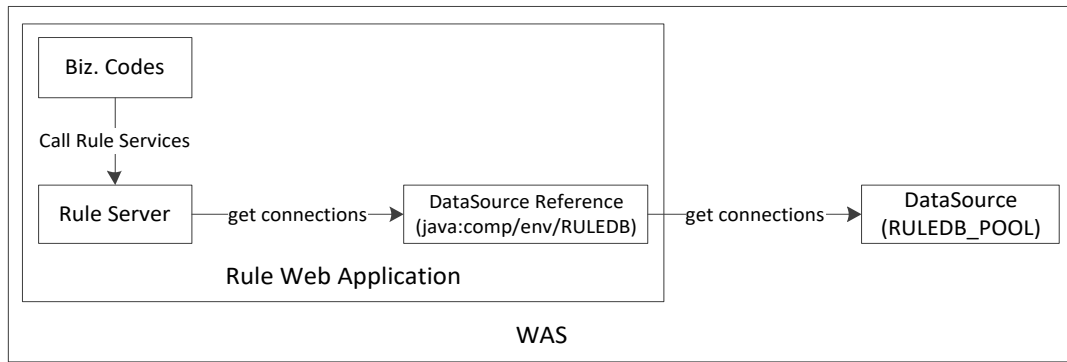 Biz. Codes
Call Rule Services
Rule Server
get connections
DataSource Reference
(java:comp/env/RULEDB)
get connections
DataSource
(RULEDB_POOL)
Rule Web Application
WAS